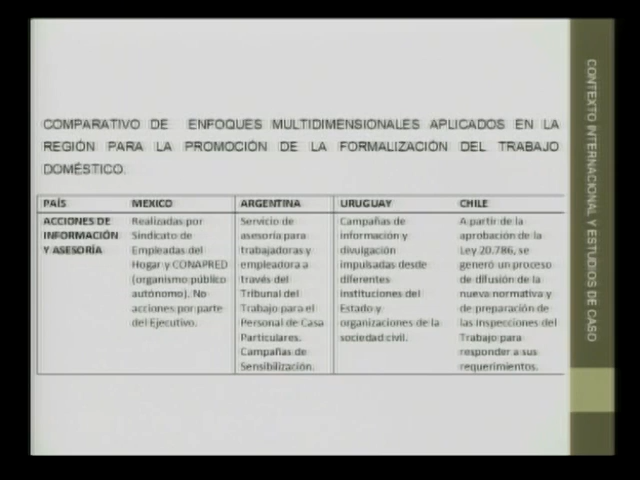 COMPARATIVO DE ENFOQUES MULTIDIMENSIONALES APLICADOS EN LA
REGIÓN PARA LA PROMOCIÓN DE LA FORMALIZACIÓN DEL TRABAJO
DOMÉSTICO.
PAÍS
MEXICO
ARGENTINA
URUGUAY
CHILE
ACCIONES DE
INFORMACIÓN
Y ASESORÍA
Realizadas por
Sindicato de
Empleadas del
Hogar y CONAPRED
(organismo público
autónomo). No
acciones por parte
del Ejecutivo.
Servicio de
asesoría para
trabajadoras y
empleadora a
través del
Tribunal del
Trabajo para el
Personal de Casa
Particulares.
Campañas de
Sensibilización.
Campañas de
información y
divulgación
impulsadas desde
diferentes
instituciones del
Estado y
organizaciones de la
sociedad civil.
A partir de la
aprobación de la
Ley 20.786, se
generó un proceso
de difusión de la
nueva normativa y
de preparación de
las inspecciones del
Trabajo para
responder a sus
requerimientos.
CONTEXTO INTERNACIONAL Y ESTUDIOS DE CASO